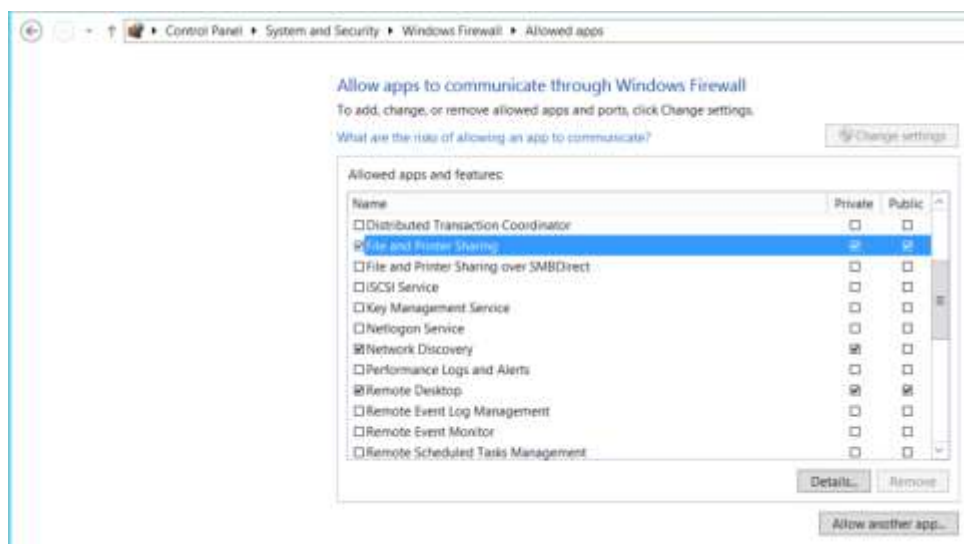 Control Panel ▸ System and Security ▸ Windows Firewall ▸ Allowed apps
Allow apps to communicate through Windows Firewall
To add, change, or remove allowed apps and ports, click Change settings.
What are the risks of allowing an app to communicate?
Change settings
Allowed apps and features:
Name Private Public
Distributed Transaction Coordinator
File and Printer Sharing
File and Printer Sharing over SMBDirect
iSCSI Service
Key Management Service
Netlogon Service
Network Discovery
Performance Logs and Alerts
Remote Desktop
Remote Event Log Management
Remote Event Monitor
Remote Scheduled Tasks Management
Details... Remove
Allow another app...